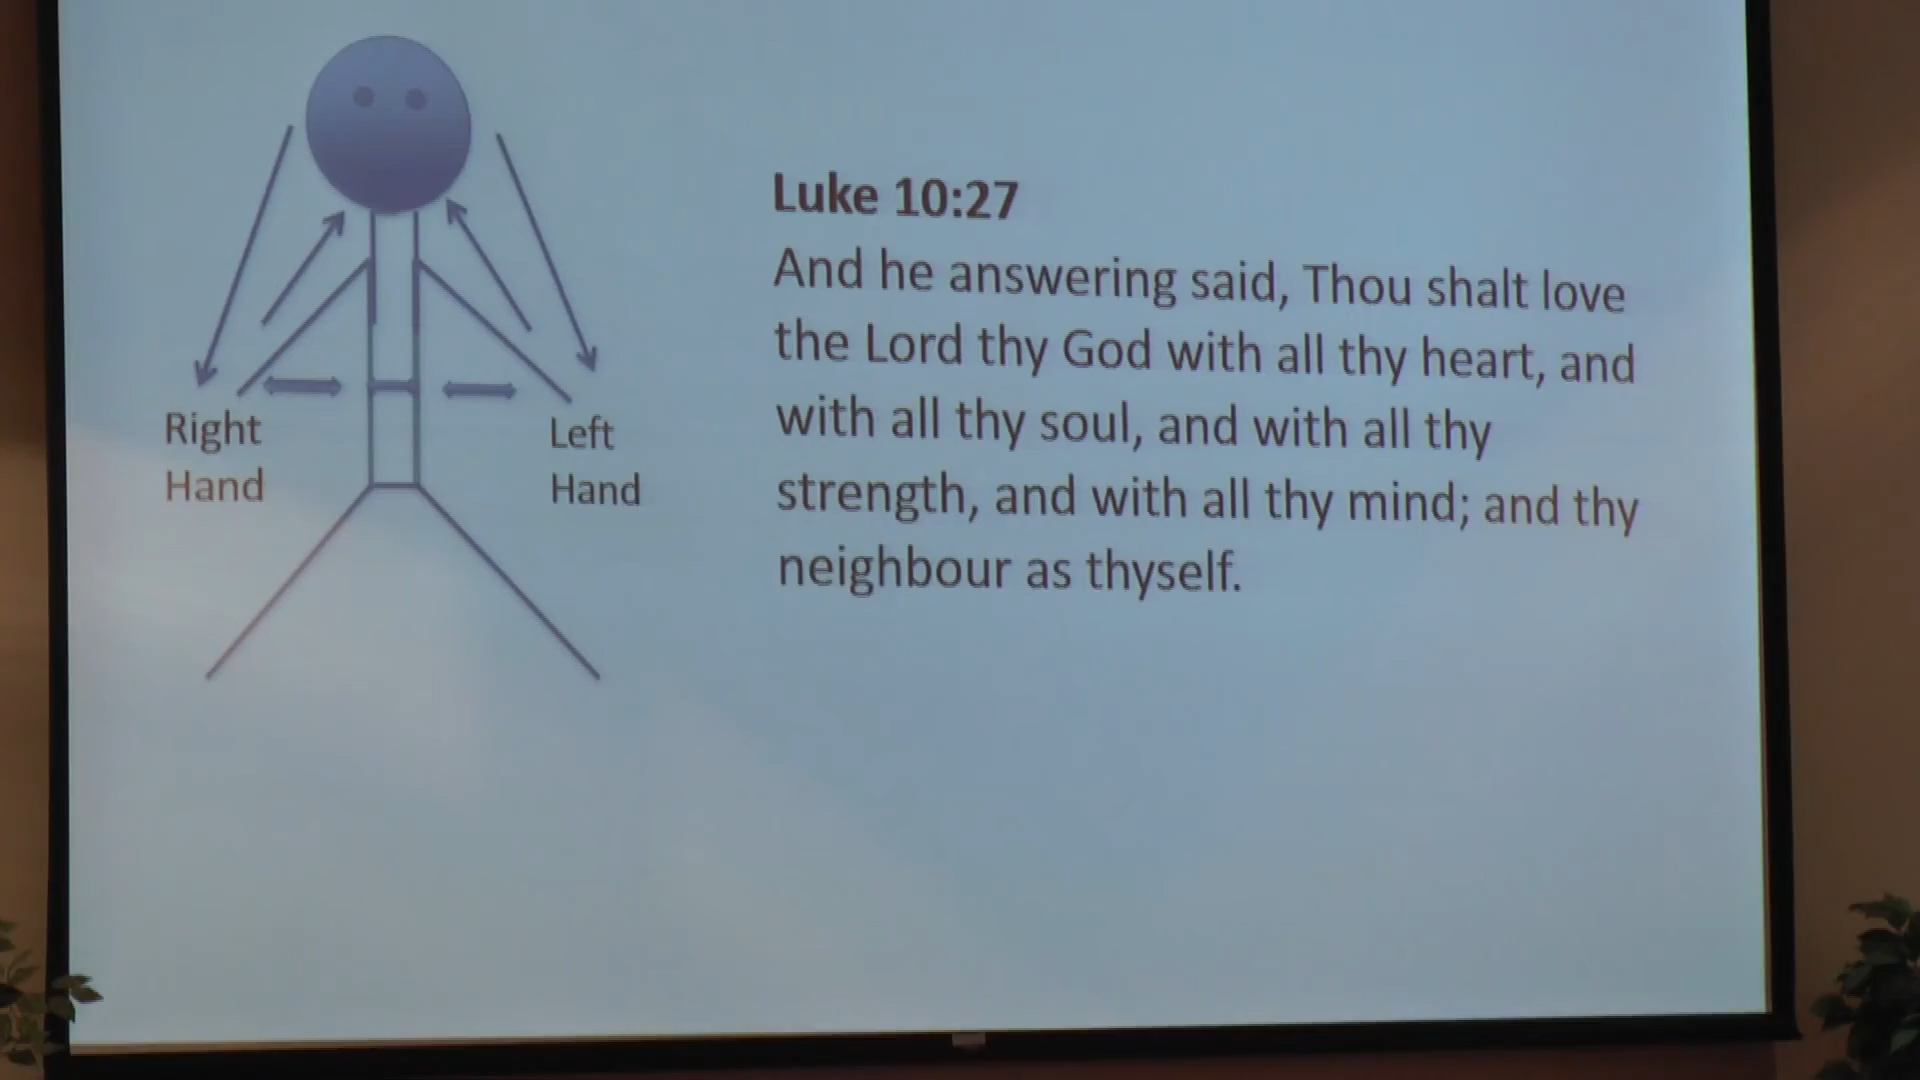 Right
Hand
Left
Hand
Luke 10:27
And he answering said, Thou shalt love
the Lord thy God with all thy heart, and
with all thy soul, and with all thy
strength, and with all thy mind; and thy
neighbour as thyself.